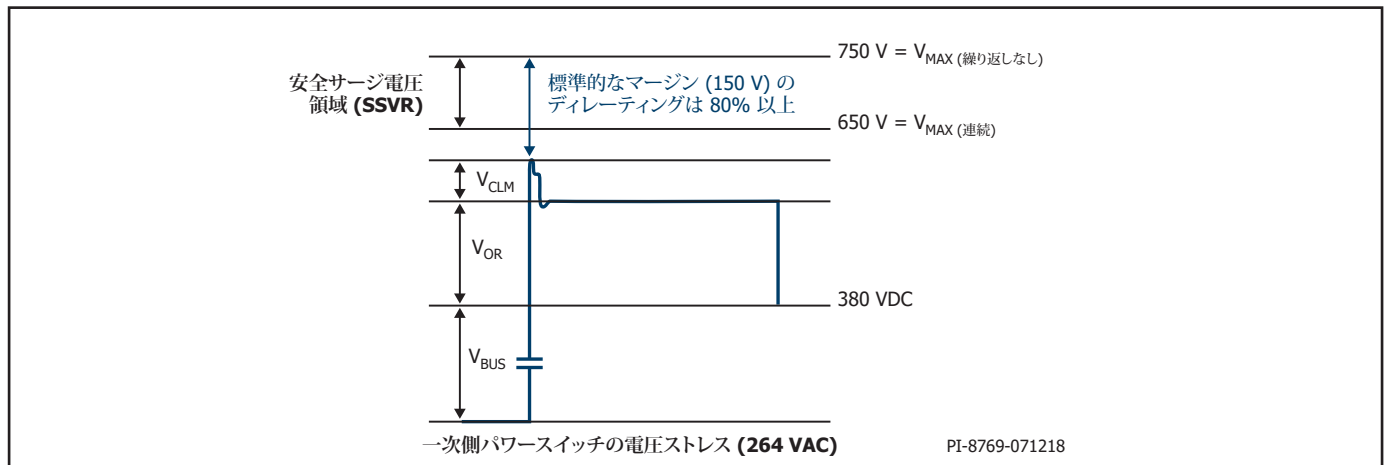 750 V = VMAX (繰り返しなし)
安全サージ電圧
領域 (SSVR)
標準的なマージン (150 V) の
ディレーティングは 80% 以上
650 V = VMAX (連続)
VCLM
VOR
380 VDC
VBUS
一次側パワースイッチの電圧ストレス (264 VAC)
PI-8769-071218